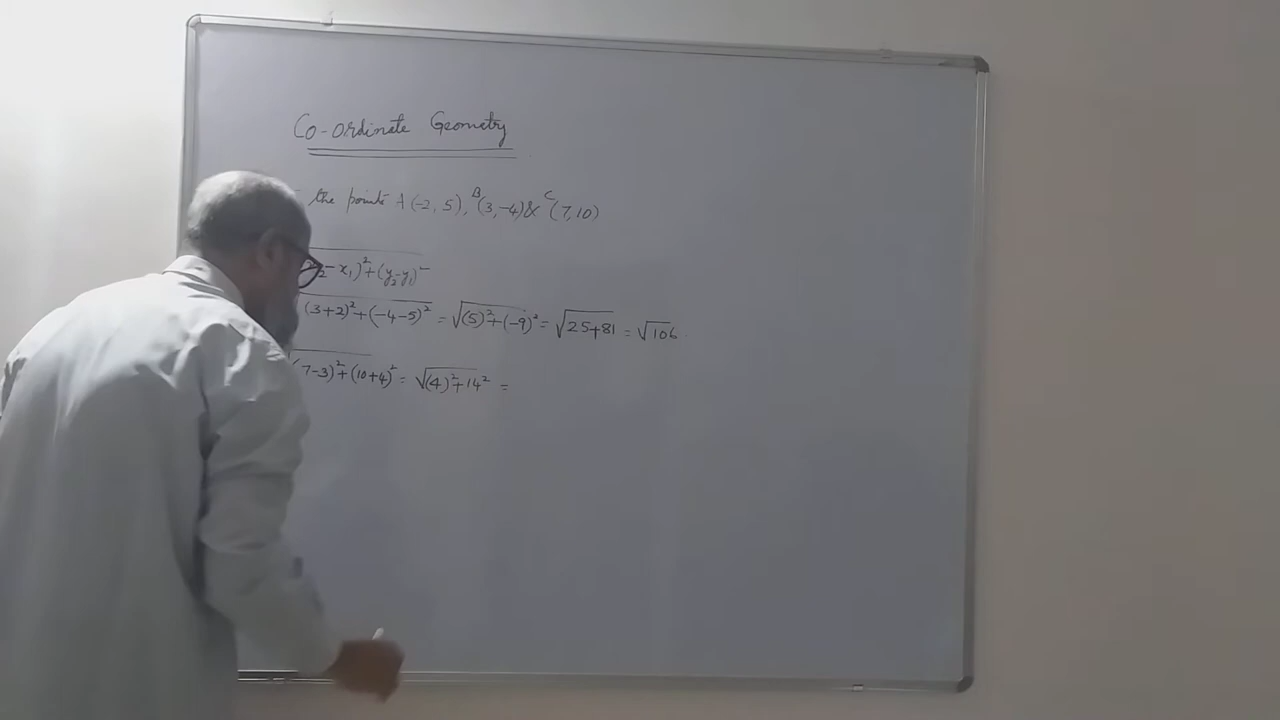 Co-ordinate Geometry
the points A(-2, 5), B(3, -4) & C(7, 10)
₂-x₁)²+(y₂-y₁)²
(3+2)²+(-4-5)² = √(5)²+(-9)² = √25+81 = √106
(7-3)²+(10+4)² = √(4)²+14² =